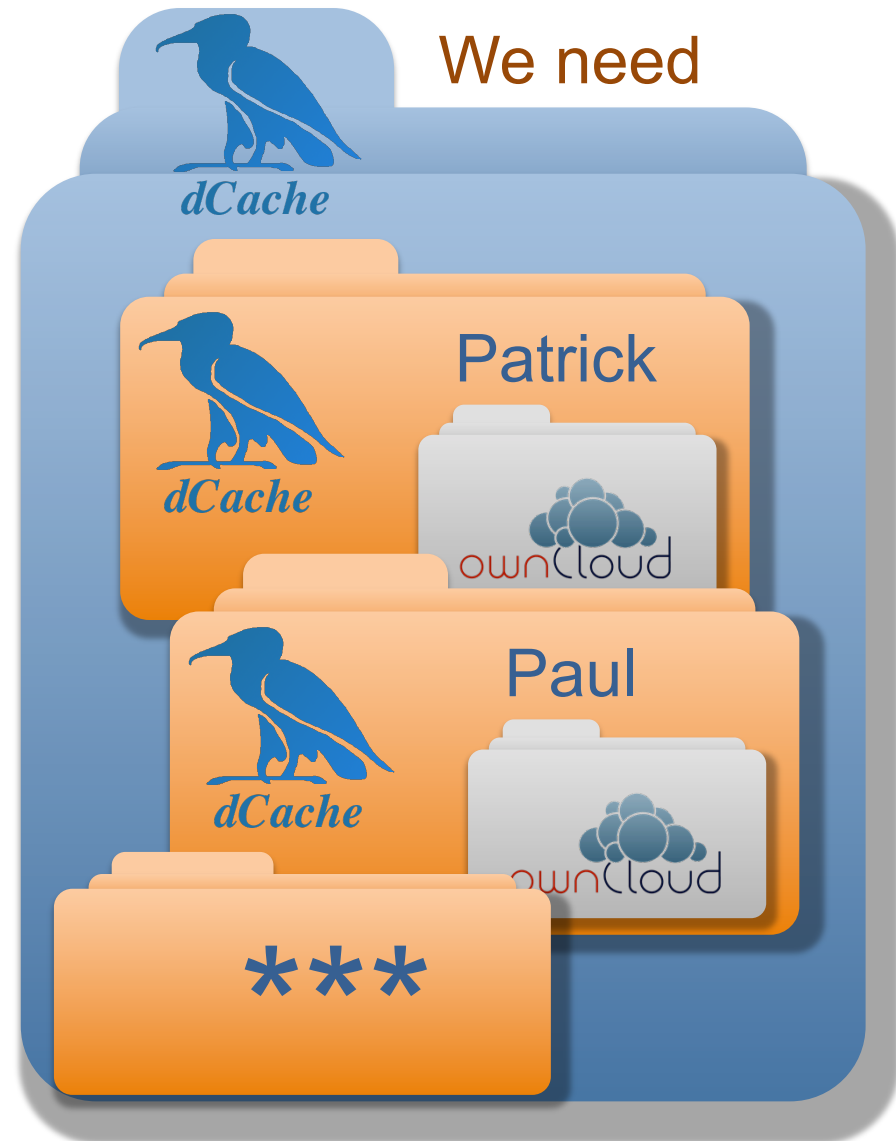 We need
dCache
Patrick
dCache
ownCloud
Paul
dCache
ownCloud
***